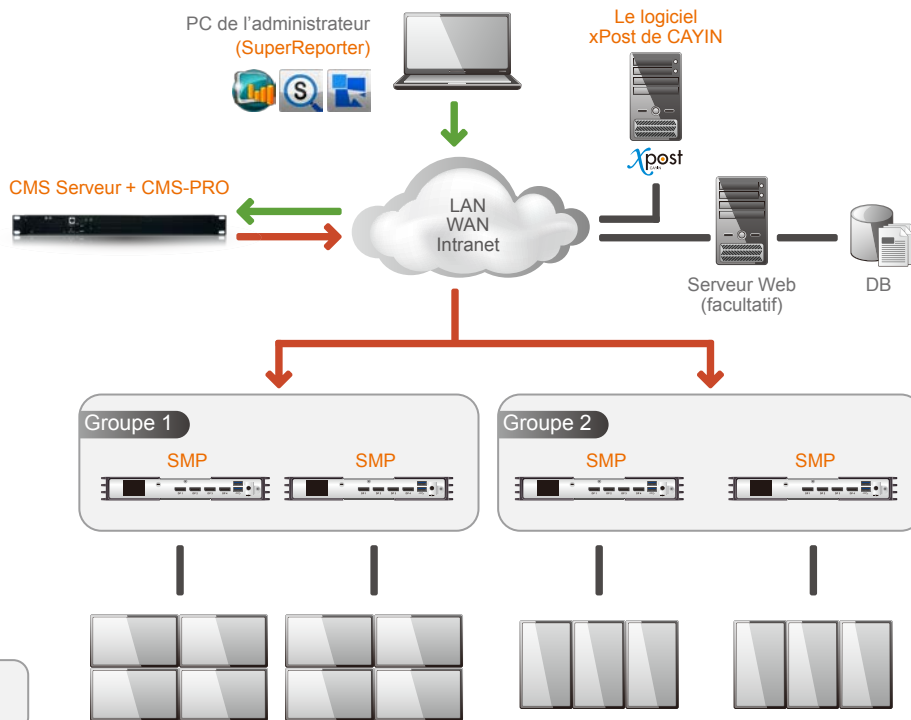 PC de l'administrateur
(SuperReporter)
Le logiciel
xPost de CAYIN
S
Xpost
CMS Serveur + CMS-PRO
LAN
WAN
Intranet
Serveur Web
(facultatif)
DB
Groupe 1
Groupe 2
SMP
SMP
SMP
SMP